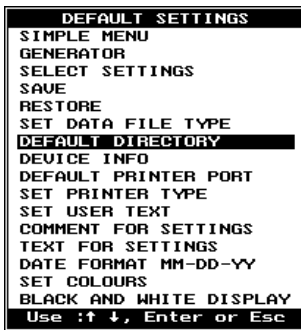 DEFAULT SETTINGS
SIMPLE MENU
GENERATOR
SELECT SETTINGS
SAVE
RESTORE
SET DATA FILE TYPE
DEFAULT DIRECTORY
DEVICE INFO
DEFAULT PRINTER PORT
SET PRINTER TYPE
SET USER TEXT
COMMENT FOR SETTINGS
TEXT FOR SETTINGS
DATE FORMAT MM-DD-YY
SET COLOURS
BLACK AND WHITE DISPLAY
Use :↑ ↓, Enter or Esc